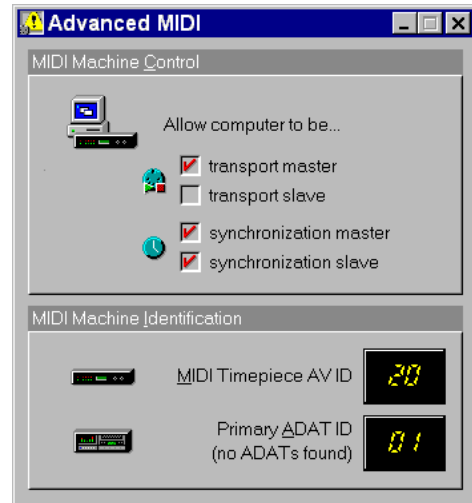 Advanced MIDI
MIDI Machine Control
Allow computer to be...
transport master
transport slave
synchronization master
synchronization slave
MIDI Machine Identification
MIDI Timepiece AV ID
20
Primary ADAT ID
(no ADATs found)
01